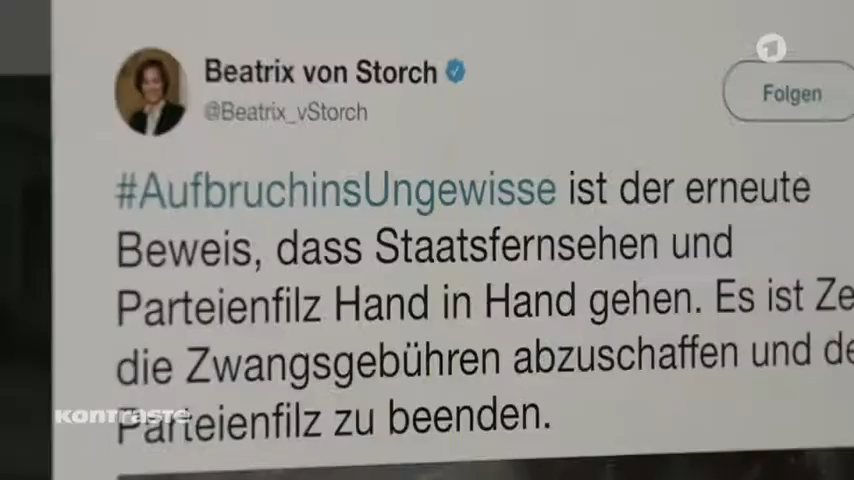 Beatrix von Storch
@Beatrix_vStorch
Folgen
#AufbruchinsUngewisse ist der erneute
Beweis, dass Staatsfernsehen und
Parteienfilz Hand in Hand gehen. Es ist
die Zwangsgebühren abzuschaffen und
Parteienfilz zu beenden.
KONTRASTE